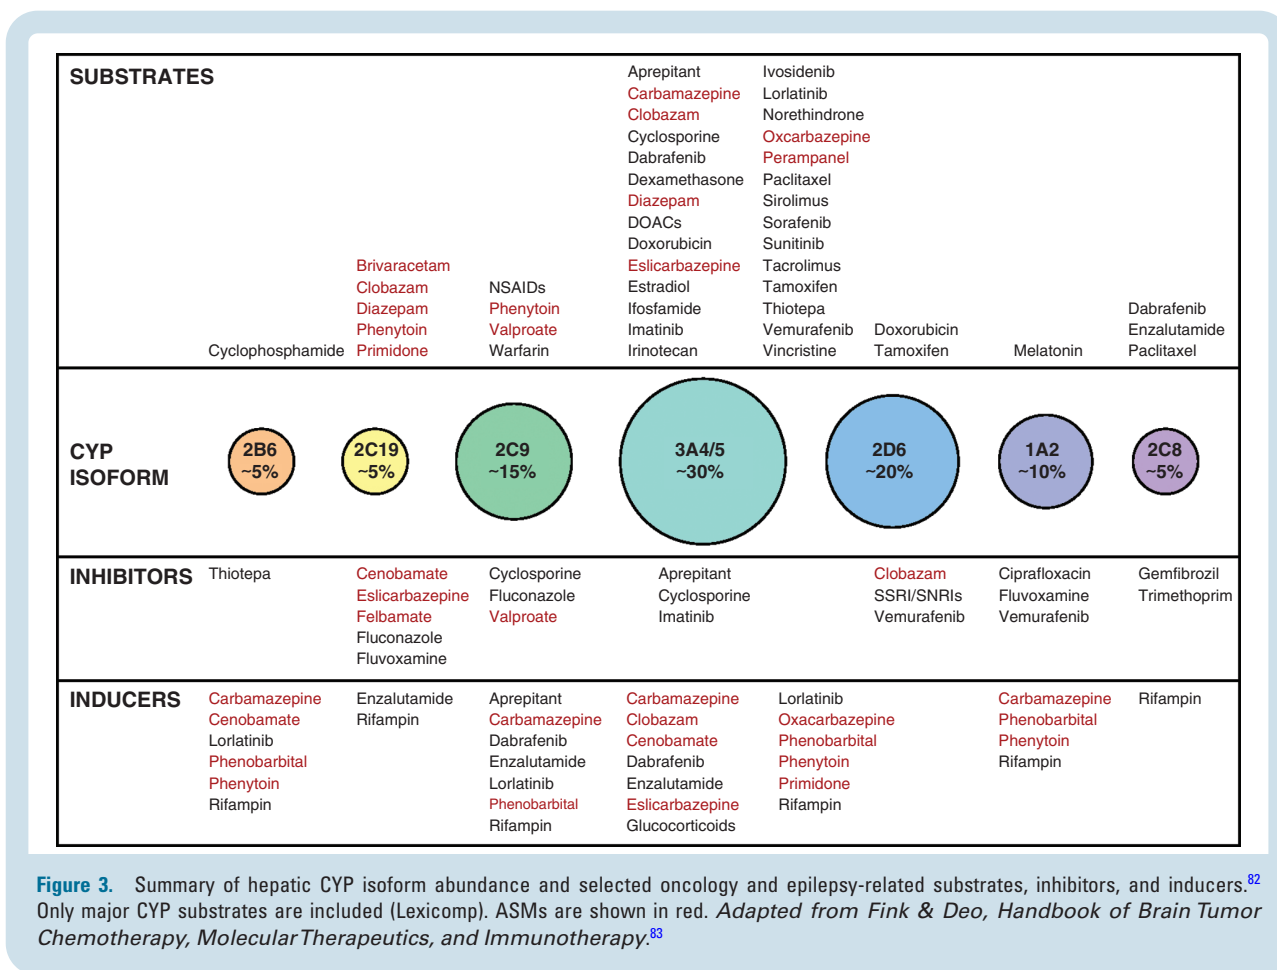 SUBSTRATES
Cyclophosphamide
Brivaracetam
Clobazam
Diazepam
Phenytoin
Primidone
NSAIDs
Phenytoin
Valproate
Warfarin
Aprepitant
Carbamazepine
Clobazam
Cyclosporine
Dabrafenib
Dexamethasone
Diazepam
DOACs
Doxorubicin
Eslicarbazepine
Estradiol
Ifosfamide
Imatinib
Irinotecan
Ivosidenib
Lorlatinib
Norethindrone
Oxcarbazepine
Perampanel
Paclitaxel
Sirolimus
Sorafenib
Sunitinib
Tacrolimus
Tamoxifen
Thiotepa
Vemurafenib
Vincristine
Doxorubicin
Tamoxifen
Melatonin
Dabrafenib
Enzalutamide
Paclitaxel
CYP
ISOFORM
2B6
~5%
2C19
~5%
2C9
~15%
3A4/5
~30%
2D6
~20%
1A2
~10%
2C8
~5%
INHIBITORS
Thiotepa
Cenobamate
Eslicarbazepine
Felbamate
Fluconazole
Fluvoxamine
Cyclosporine
Fluconazole
Valproate
Aprepitant
Cyclosporine
Imatinib
Clobazam
SSRI/SNRIs
Vemurafenib
Ciprafloxacin
Fluvoxamine
Vemurafenib
Gemfibrozil
Trimethoprim
INDUCERS
Carbamazepine
Cenobamate
Lorlatinib
Phenobarbital
Phenytoin
Rifampin
Enzalutamide
Rifampin
Aprepitant
Carbamazepine
Dabrafenib
Enzalutamide
Lorlatinib
Phenobarbital
Rifampin
Carbamazepine
Clobazam
Cenobamate
Dabrafenib
Enzalutamide
Eslicarbazepine
Glucocorticoids
Lorlatinib
Oxacarbazepine
Phenobarbital
Phenytoin
Primidone
Rifampin
Carbamazepine
Phenobarbital
Phenytoin
Rifampin
Rifampin
Figure 3. Summary of hepatic CYP isoform abundance and selected oncology and epilepsy-related substrates, inhibitors, and inducers.82
Only major CYP substrates are included (Lexicomp). ASMs are shown in red. Adapted from Fink & Deo, Handbook of Brain Tumor
Chemotherapy, Molecular Therapeutics, and Immunotherapy.83